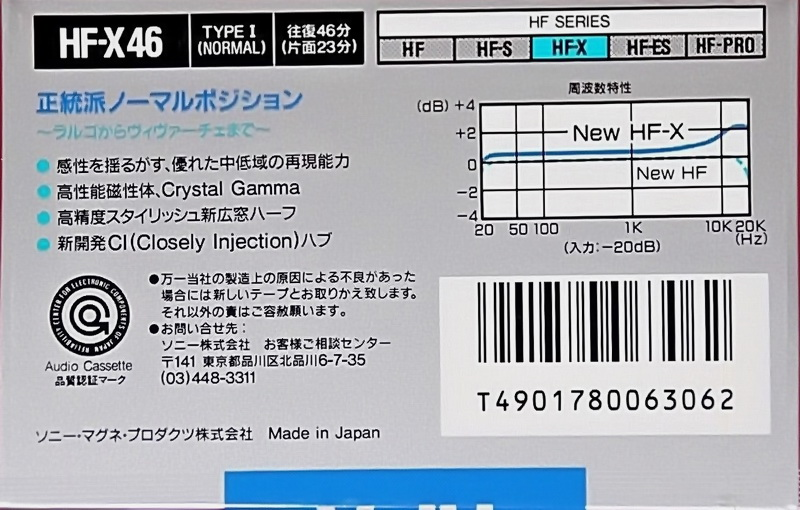 HF-X46
TYPE I
(NORMAL)
往復46分
(片面23分)
HF SERIES
HF HF-S HF-X HF-ES HF-PRO
正統派ノーマルポジション
〜ラルゴからヴィヴァーチェまで〜
感性を揺るがす、優れた中低域の再現能力
高性能磁性体、Crystal Gamma
高精度スタイリッシュ新広窓ハーフ
新開発CI(Closely Injection)ハブ
周波数特性
(dB) +4
+2
0
−2
−4
New HF-X
New HF
20 50 100 1K 10K 20K
(Hz)
(入力:−20dB)
RELIABILITY CENTER FOR ELECTRONIC COMPONENTS OF JAPAN
Audio Cassette
品質認証マーク
●万一当社の製造上の原因による不良があった
場合には新しいテープとお取りかえ致します。
それ以外の責はご容赦願います。
●お問い合せ先:
ソニー株式会社 お客様ご相談センター
〒141 東京都品川区北品川6-7-35
(03)448-3311
T4901780063062
ソニー・マグネ・プロダクツ株式会社 Made in Japan